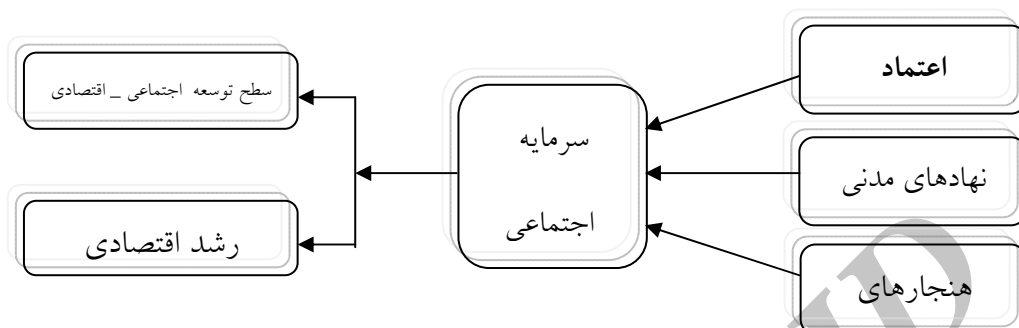 اعتماد
نهادهای مدنی
هنجارهای
سرمایه
اجتماعی
سطح توسعه اجتماعی _ اقتصادی
رشد اقتصادی